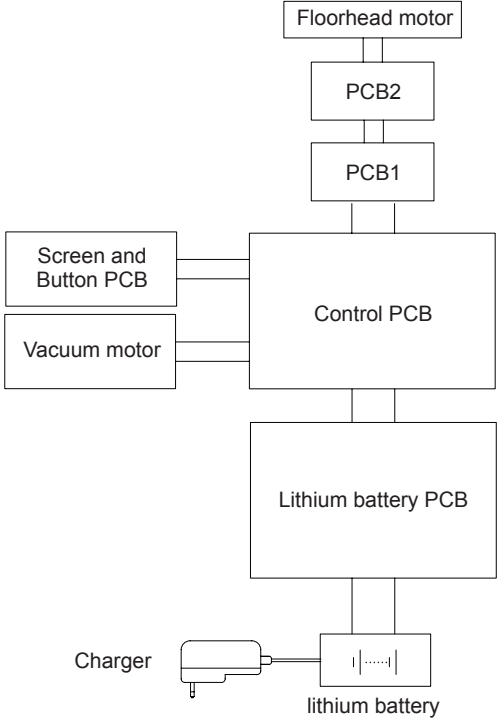 Floorhead motor
PCB2
PCB1
Screen and
Button PCB
Control PCB
Vacuum motor
Lithium battery PCB
Charger
lithium battery